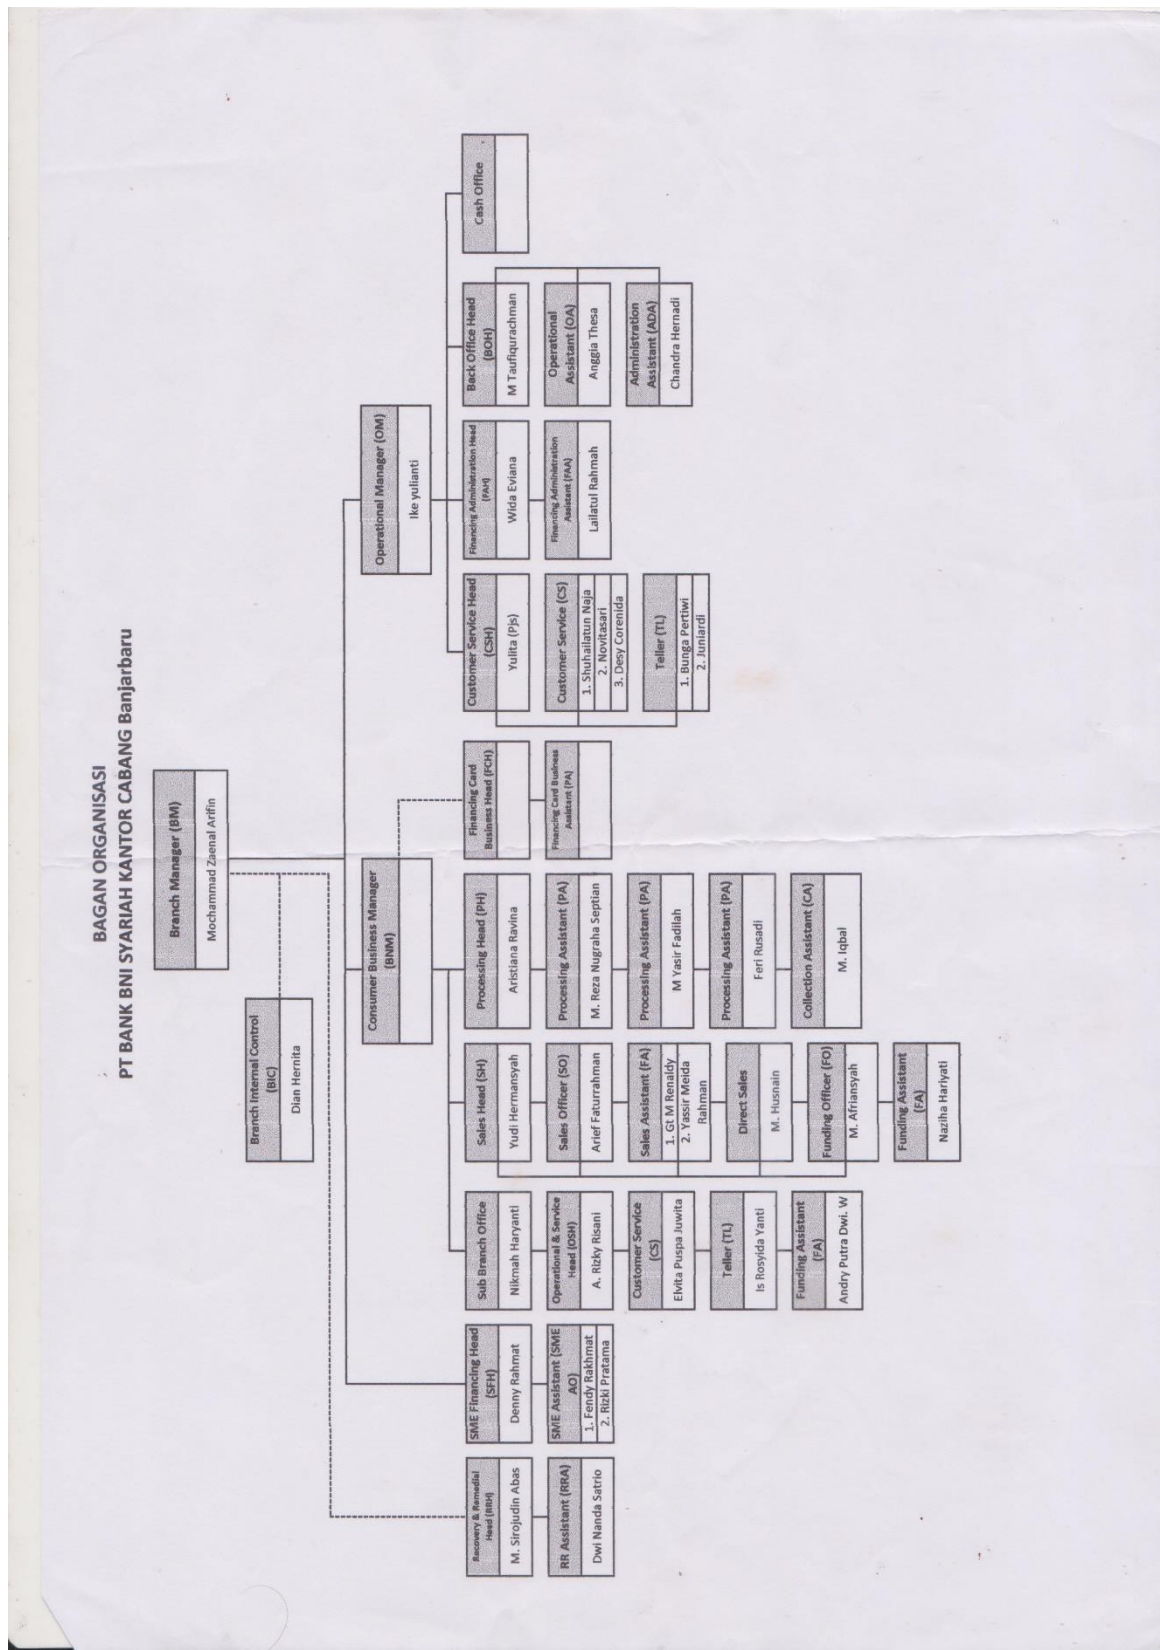 BAGAN ORGANISASI
PT BANK BNI SYARIAH KANTOR CABANG Banjarbaru
Branch Manager (BM)
Mochammad Zaenal Arifin
Branch Internal Control
(BIC)
Dian Hernita
Consumer Business Manager
(BNM)
Operational Manager (OM)
Ike yulianti
Recovery & Remedial
Head (RRH)
M. Sirojudin Abas
RR Assistant (RRA)
Dwi Nanda Satrio
SME Financing Head
(SFH)
Denny Rahmat
SME Assistant (SME
AO)
1. Fendy Rakhmat
2. Rizki Pratama
Sub Branch Office
Nikmah Haryanti
Operational & Service
Head (OSH)
A. Rizky Risani
Customer Service
(CS)
Elvita Puspa Juwita
Teller (TL)
Is Rosyida Yanti
Funding Assistant
(FA)
Andry Putra Dwi. W
Sales Head (SH)
Yudi Hermansyah
Sales Officer (SO)
Arief Faturrahman
Sales Assistant (FA)
1. Gt M Renaldy
2. Yassir Meida
Rahman
Direct Sales
M. Husnain
Funding Officer (FO)
M. Afriansyah
Funding Assistant
(FA)
Naziha Hariyati
Processing Head (PH)
Aristiana Ravina
Processing Assistant (PA)
M. Reza Nugraha Septian
Processing Assistant (PA)
M Yasir Fadilah
Processing Assistant (PA)
Feri Rusadi
Collection Assistant (CA)
M. Iqbal
Financing Card
Business Head (FCH)
Financing Card Business
Assistant (PA)
Customer Service Head
(CSH)
Yulita (Pjs)
Customer Service (CS)
1. Shuhailatun Naja
2. Novitasari
3. Desy Corenida
Teller (TL)
1. Bunga Pertiwi
2. Juniardi
Financing Administration Head
(FAH)
Wida Eviana
Financing Administration
Assistant (FAA)
Lailatul Rahmah
Back Office Head
(BOH)
M Taufiqurachman
Operational
Assistant (OA)
Anggia Thesa
Administration
Assistant (ADA)
Chandra Hernadi
Cash Office